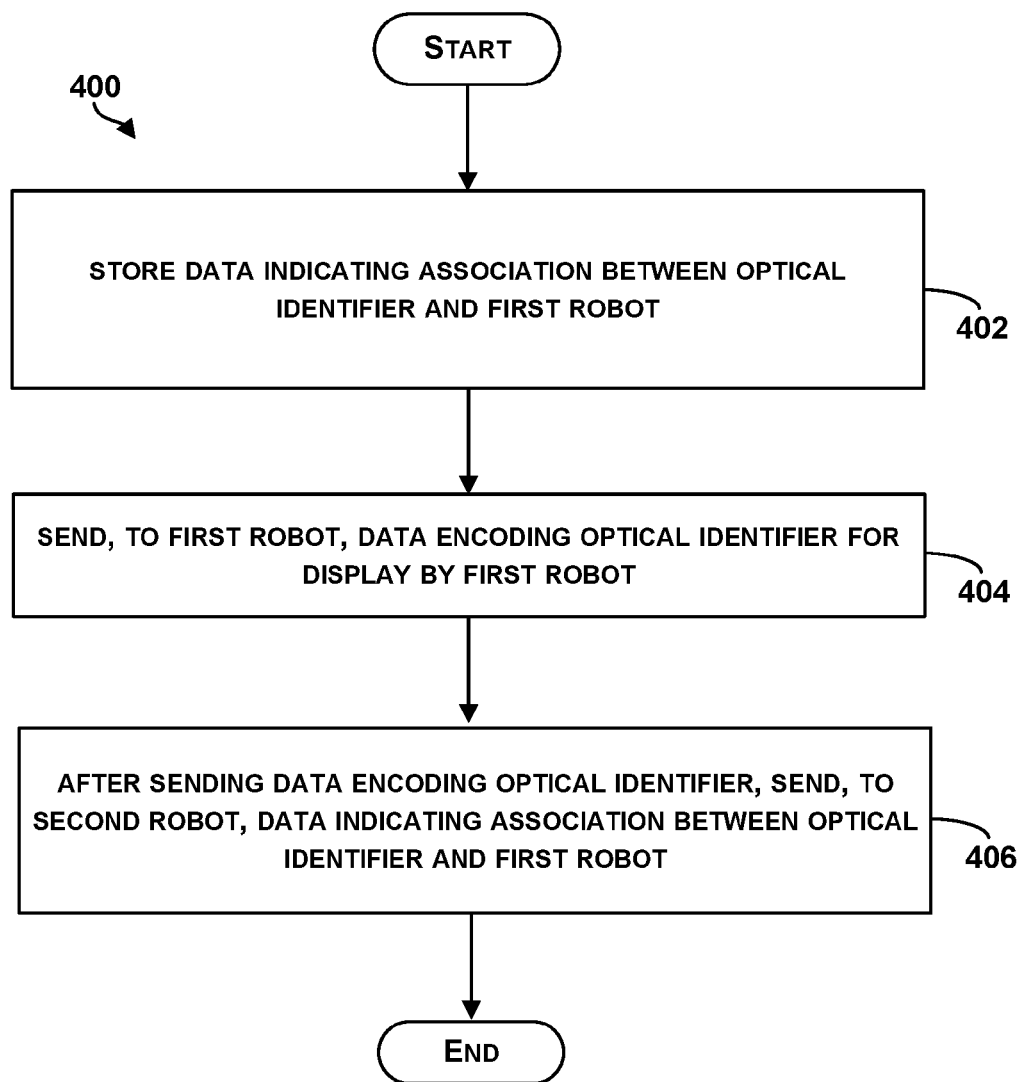 START
400
STORE DATA INDICATING ASSOCIATION BETWEEN OPTICAL
IDENTIFIER AND FIRST ROBOT
402
SEND, TO FIRST ROBOT, DATA ENCODING OPTICAL IDENTIFIER FOR
DISPLAY BY FIRST ROBOT
404
AFTER SENDING DATA ENCODING OPTICAL IDENTIFIER, SEND, TO
SECOND ROBOT, DATA INDICATING ASSOCIATION BETWEEN OPTICAL
IDENTIFIER AND FIRST ROBOT
406
END